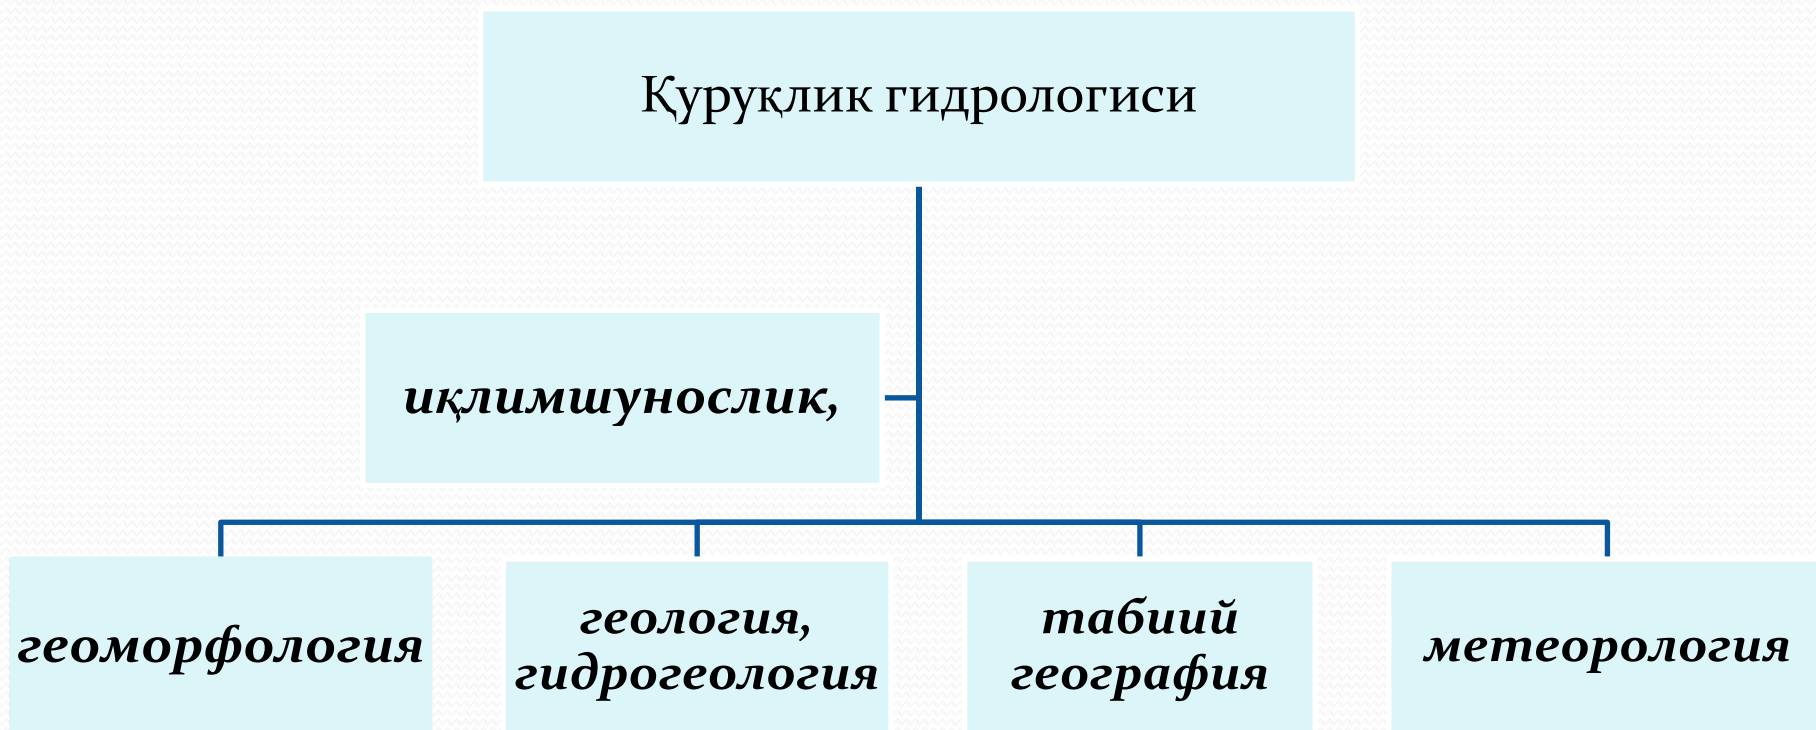 Қуруқлик гидрологиси
иқлимшунослик,
геоморфология
геология,
гидрогеология
табиий
география
метеорология